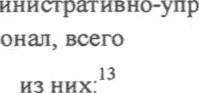 инистративно-упр
онал, всего
из них:13